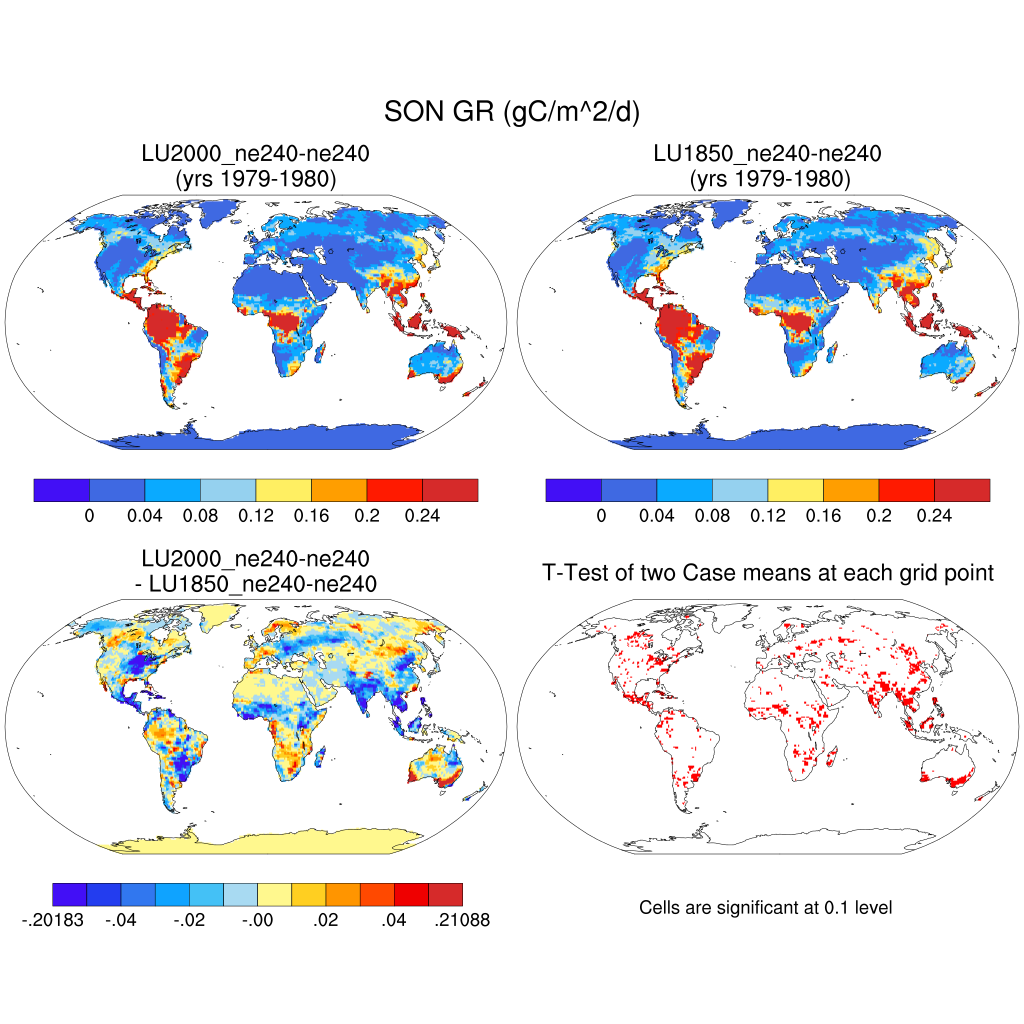 SON GR (gC/m^2/d)
LU2000_ne240-ne240
(yrs 1979-1980)
LU1850_ne240-ne240
(yrs 1979-1980)
0 0.04 0.08 0.12 0.16 0.2 0.24
0 0.04 0.08 0.12 0.16 0.2 0.24
LU2000_ne240-ne240
- LU1850_ne240-ne240
T-Test of two Case means at each grid point
-.20183 -.04 -.02 -.00 .02 .04 .21088
Cells are significant at 0.1 level